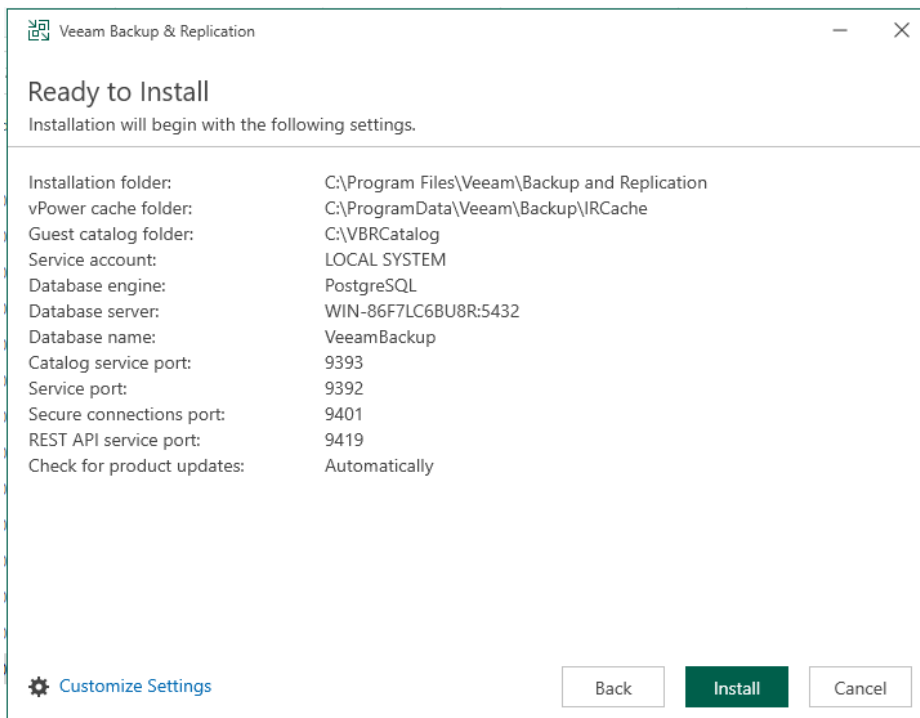 Veeam Backup & Replication
Ready to Install
Installation will begin with the following settings.
Installation folder: C:\Program Files\Veeam\Backup and Replication
vPower cache folder: C:\ProgramData\Veeam\Backup\IRCache
Guest catalog folder: C:\VBRCatalog
Service account: LOCAL SYSTEM
Database engine: PostgreSQL
Database server: WIN-86F7LC6BU8R:5432
Database name: VeeamBackup
Catalog service port: 9393
Service port: 9392
Secure connections port: 9401
REST API service port: 9419
Check for product updates: Automatically
Customize Settings Back Install Cancel